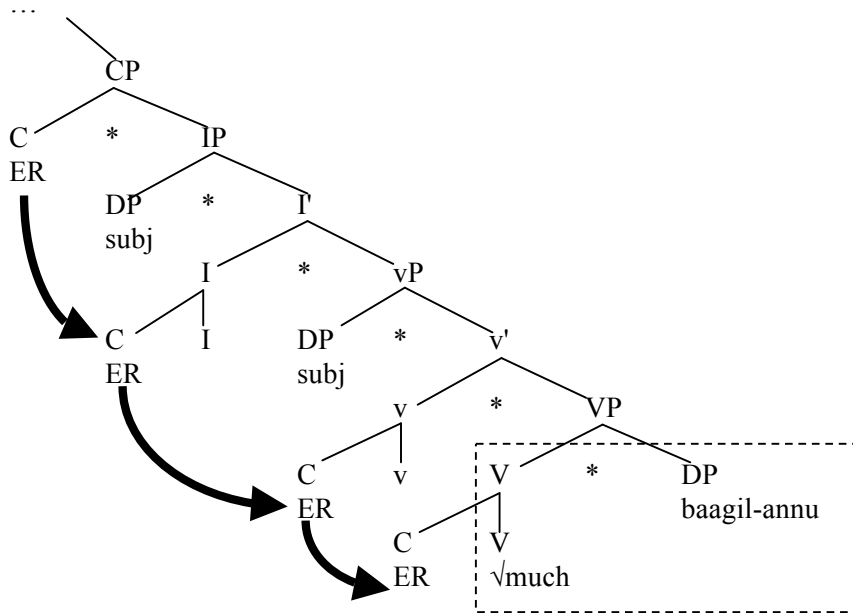 …
CP
C * IP
ER
DP * I'
subj
I * vP
C I DP * v'
ER subj
v * VP
C v V * DP
ER baagil-annu
C V
ER √much